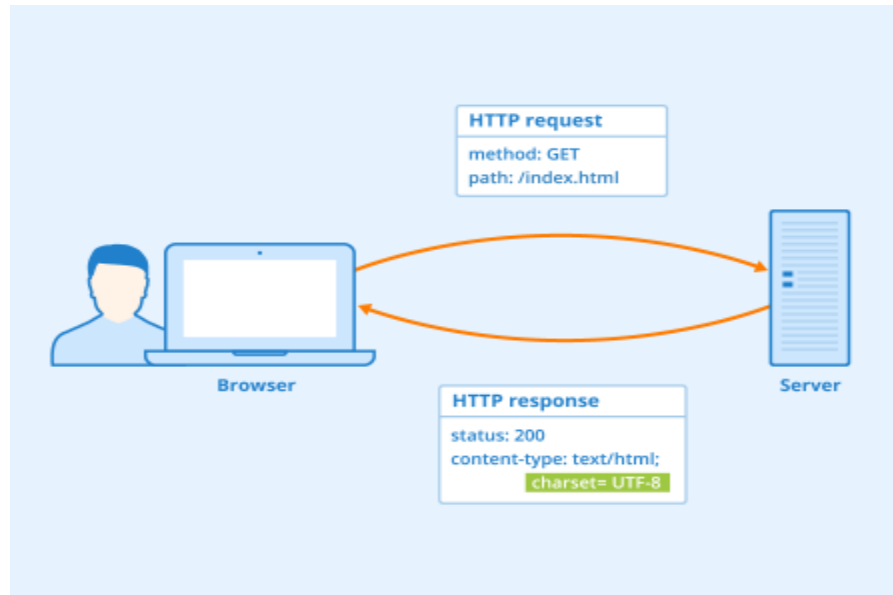 HTTP request
method: GET
path: /index.html
Browser
Server
HTTP response
status: 200
content-type: text/html;
charset= UTF-8